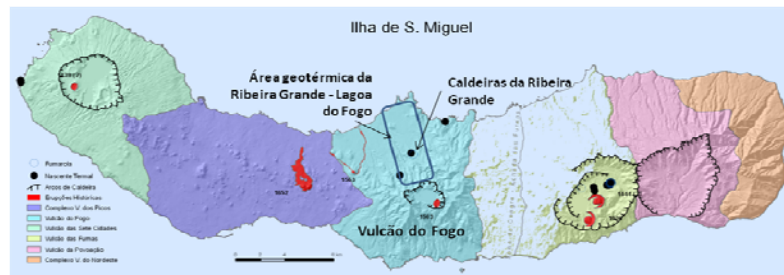 Ilha de S. Miguel
Área geotérmica da
Ribeira Grande - Lagoa
do Fogo
Caldeiras da Ribeira
Grande
1652
1563
Vulcão do Fogo
Fumarola
Nascente Termal
Arcos de Caldeira
Erupções Históricas
Complexo V. dos Picos
Vulcão do Fogo
Vulcão das Sete Cidades
Vulcão das Furnas
Vulcão da Povoação
Complexo V. do Nordeste